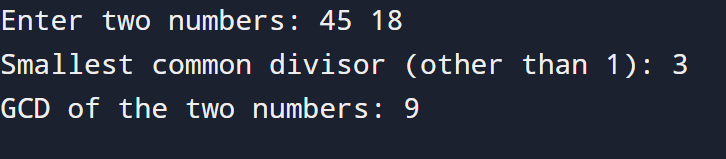 Enter two numbers: 45 18
Smallest common divisor (other than 1): 3
GCD of the two numbers: 9